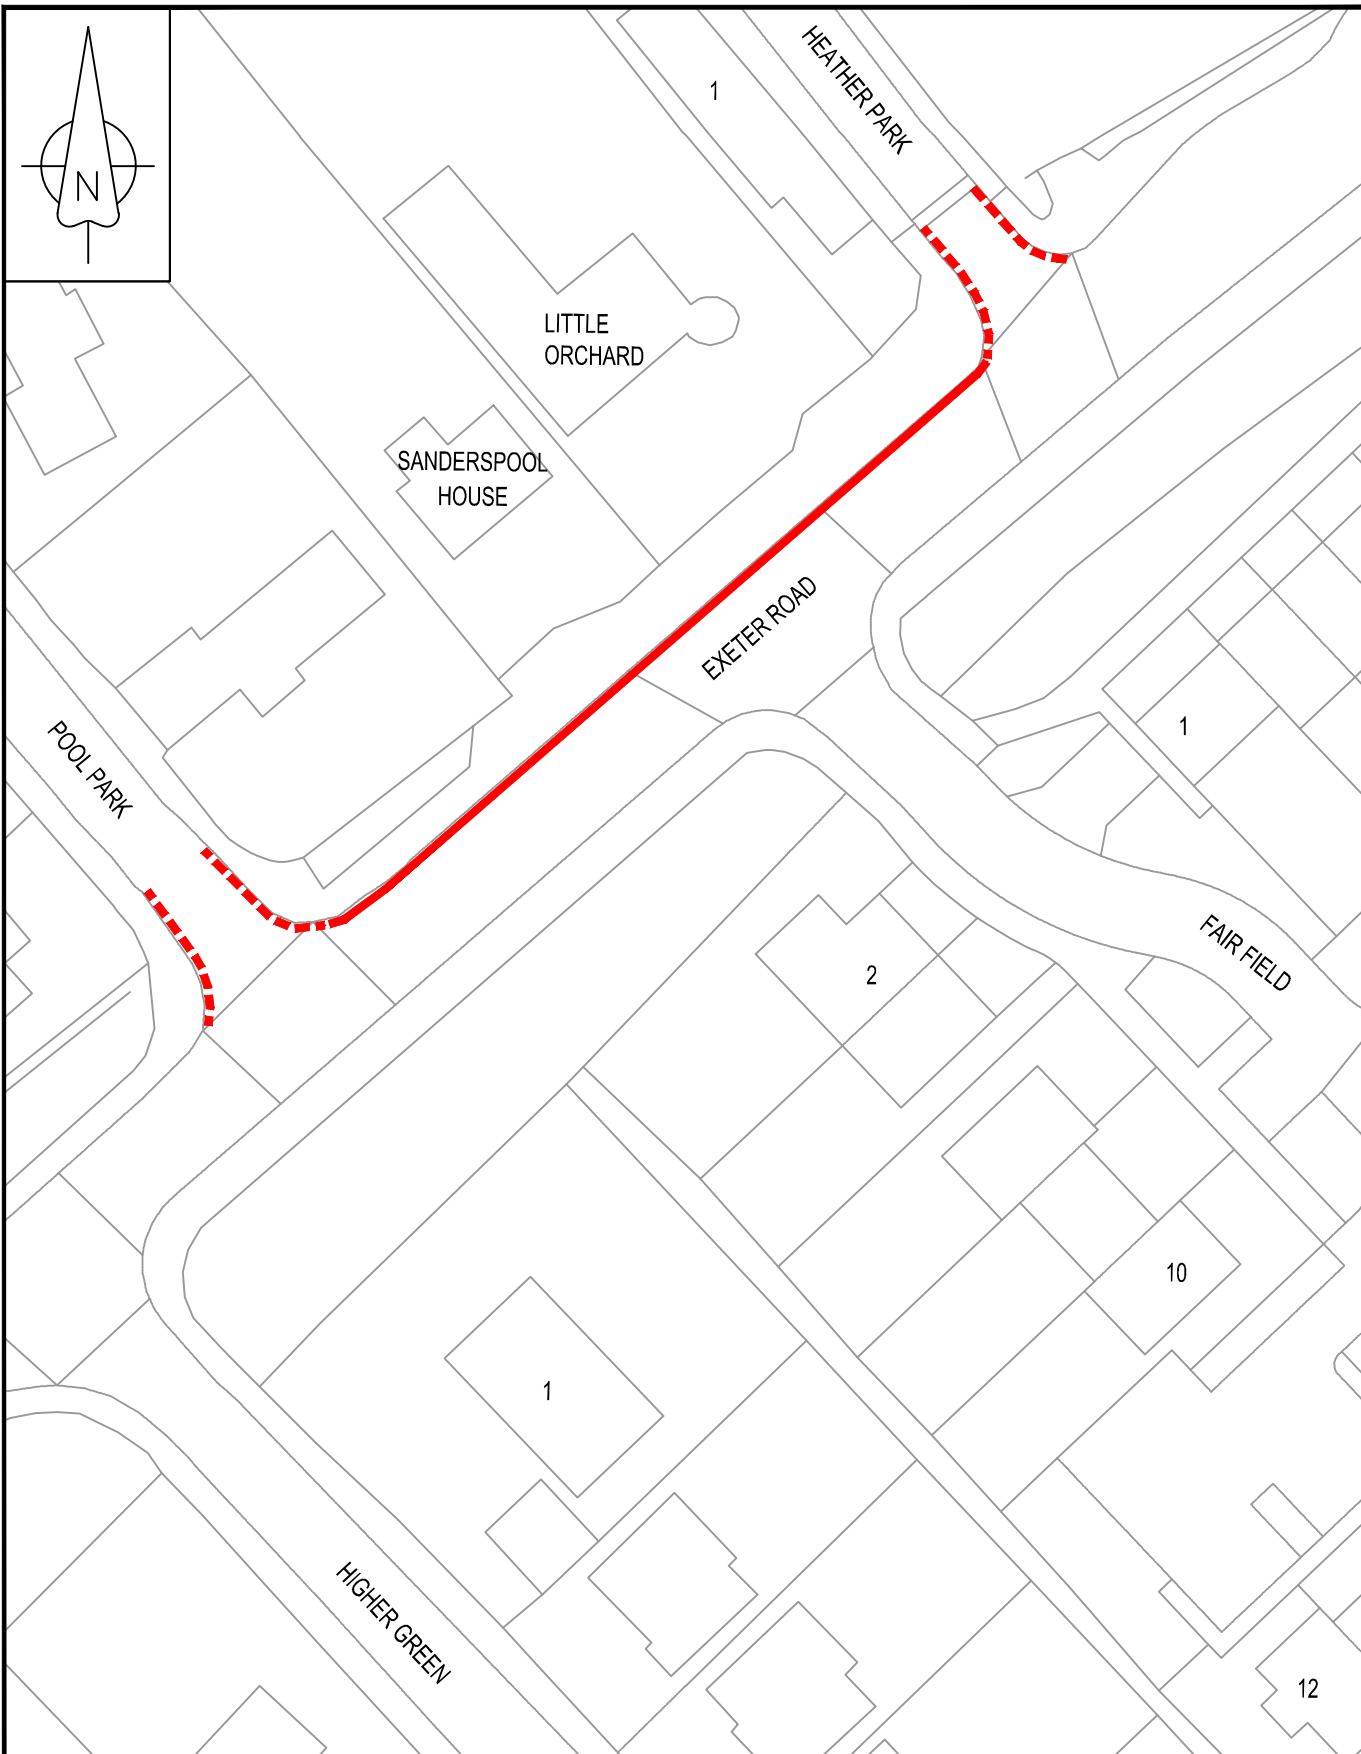 N
1
HEATHER PARK
LITTLE
ORCHARD
SANDERSPOOL
HOUSE
EXETER ROAD
POOL PARK
1
FAIR FIELD
2
10
1
HIGHER GREEN
12